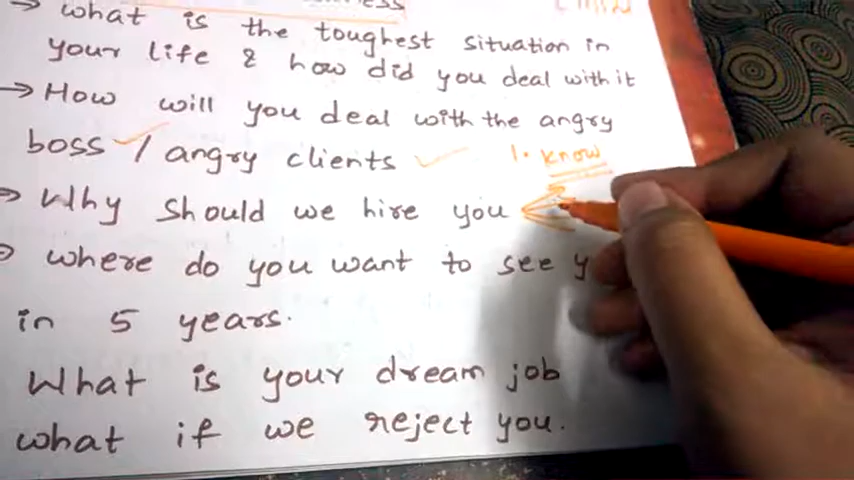 what is the toughest situation in
your life & how did you deal with it
→ How will you deal with the angry
boss / angry clients 1. know
Why should we hire you
where do you want to see
in 5 years.
What is your dream job
what if we reject you.